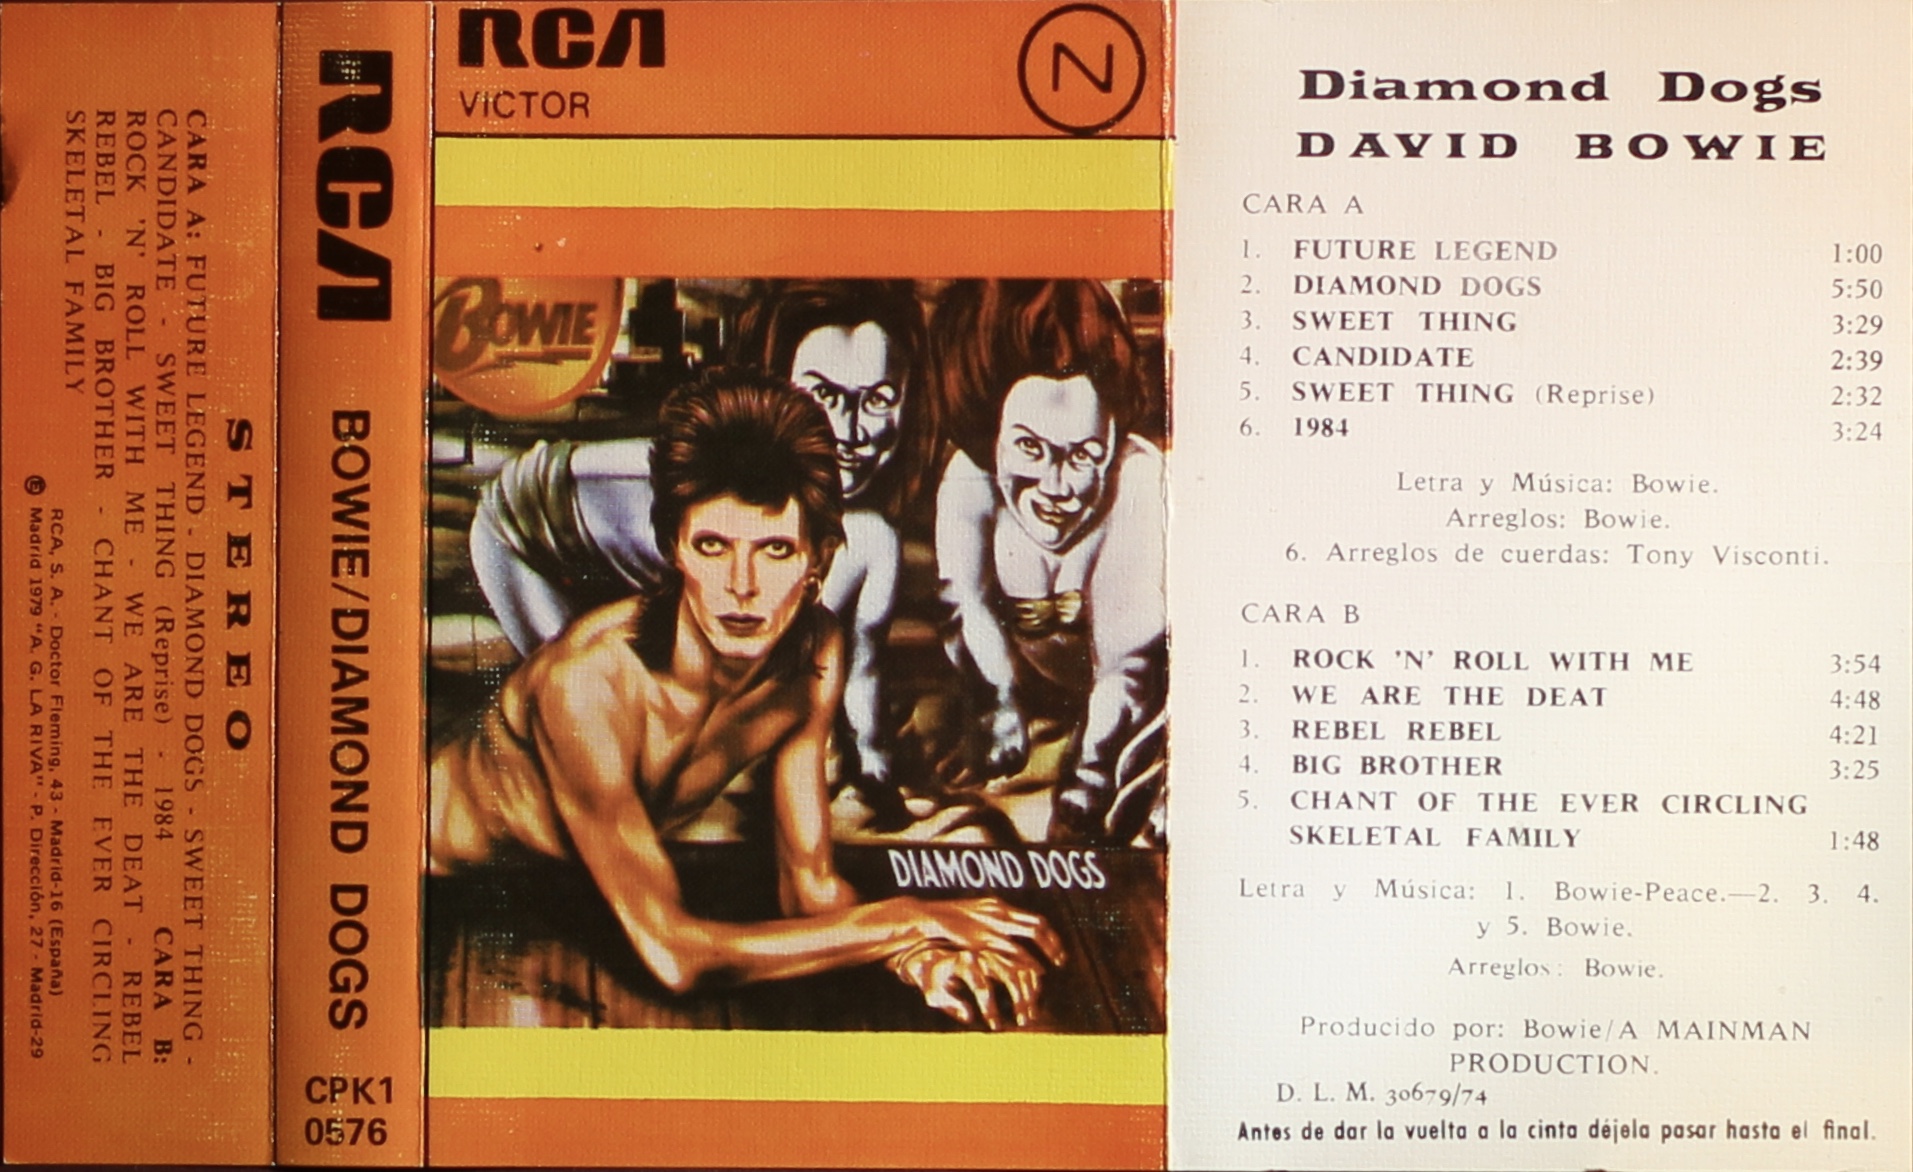 STEREO
CARA A: FUTURE LEGEND - DIAMOND DOGS - SWEET THING -
CANDIDATE - SWEET THING (Reprise) - 1984 CARA B:
ROCK 'N' ROLL WITH ME - WE ARE THE DEAT - REBEL
REBEL - BIG BROTHER - CHANT OF THE EVER CIRCLING
SKELETAL FAMILY
RCA, S. A. - Doctor Fleming, 43 - Madrid-16 (España)
Ⓔ Madrid 1979 "A. G. LA RIVA" - P. Dirección, 27 - Madrid-29
RCA BOWIE/DIAMOND DOGS
CPK1
0576
RCA
VICTOR
N
BOWIE
DIAMOND DOGS
Diamond Dogs
DAVID BOWIE
CARA A
1. FUTURE LEGEND 1:00
2. DIAMOND DOGS 5:50
3. SWEET THING 3:29
4. CANDIDATE 2:39
5. SWEET THING (Reprise) 2:32
6. 1984 3:24
Letra y Música: Bowie.
Arreglos: Bowie.
6. Arreglos de cuerdas: Tony Visconti.
CARA B
1. ROCK 'N' ROLL WITH ME 3:54
2. WE ARE THE DEAT 4:48
3. REBEL REBEL 4:21
4. BIG BROTHER 3:25
5. CHANT OF THE EVER CIRCLING
SKELETAL FAMILY 1:48
Letra y Música: 1. Bowie-Peace.—2. 3. 4.
y 5. Bowie.
Arreglos: Bowie.
Producido por: Bowie/A MAINMAN
PRODUCTION.
D. L. M. 30679/74
Antes de dar la vuelta a la cinta déjela pasar hasta el final.